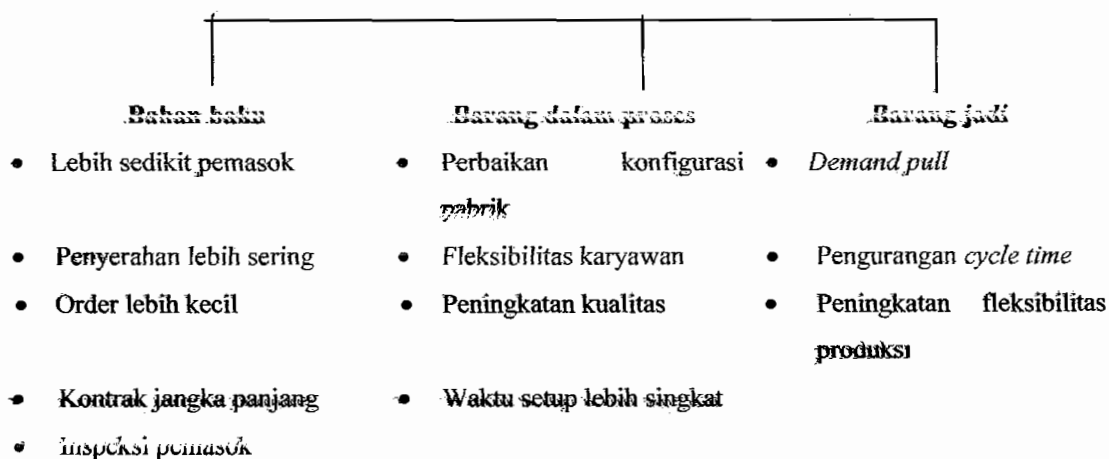 Bahan baku Barang dalam proses Barang jadi
• Lebih sedikit pemasok • Perbaikan konfigurasi • Demand pull
pabrik
• Penyerahan lebih sering • Fleksibilitas karyawan • Pengurangan cycle time
• Order lebih kecil • Peningkatan kualitas • Peningkatan fleksibilitas
produksi
• Kontrak jangka panjang • Waktu setup lebih singkat
• Inspeksi pemasok